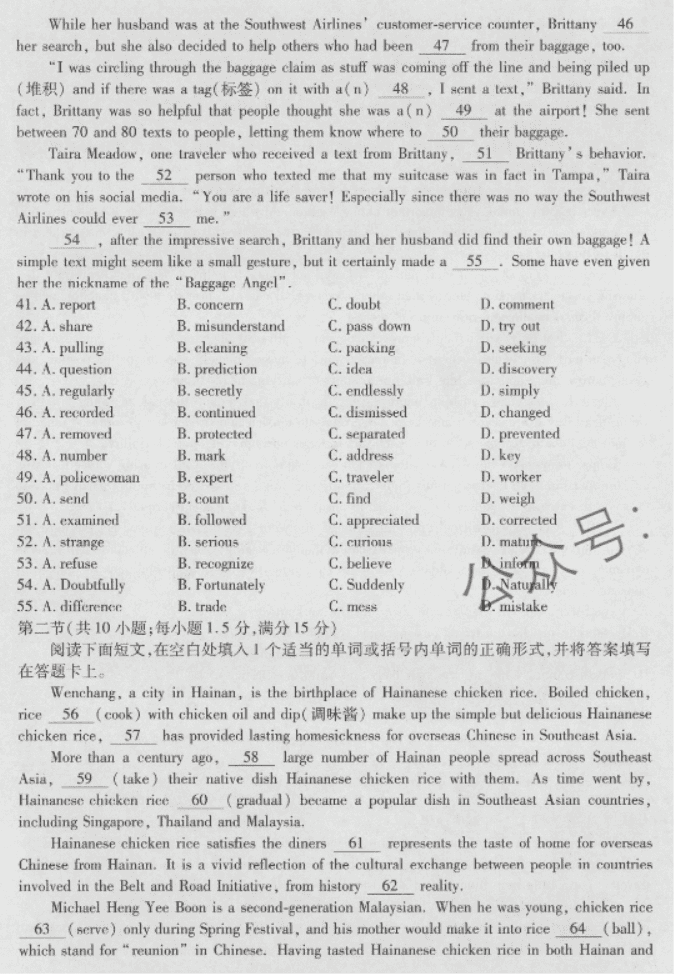 While her husband was at the Southwest Airlines' customer-service counter, Brittany 46
her search, but she also decided to help others who had been 47 from their baggage, too.
"I was circling through the baggage claim as stuff was coming off the line and being piled up
(堆积) and if there was a tag(标签) on it with a(n) 48 , I sent a text," Brittany said. In
fact, Brittany was so helpful that people thought she was a(n) 49 at the airport! She sent
between 70 and 80 texts to people, letting them know where to 50 their baggage.
Taira Meadow, one traveler who received a text from Brittany, 51 Brittany's behavior.
"Thank you to the 52 person who texted me that my suitcase was in fact in Tampa," Taira
wrote on his social media. "You are a life saver! Especially since there was no way the Southwest
Airlines could ever 53 me."
54 , after the impressive search, Brittany and her husband did find their own baggage! A
simple text might seem like a small gesture, but it certainly made a 55 . Some have even given
her the nickname of the "Baggage Angel".
41. A. report B. concern C. doubt D. comment
42. A. share B. misunderstand C. pass down D. try out
43. A. pulling B. cleaning C. packing D. seeking
44. A. question B. prediction C. idea D. discovery
45. A. regularly B. secretly C. endlessly D. simply
46. A. recorded B. continued C. dismissed D. changed
47. A. removed B. protected C. separated D. prevented
48. A. number B. mark C. address D. key
49. A. policewoman B. expert C. traveler D. worker
50. A. send B. count C. find D. weigh
51. A. examined B. followed C. appreciated D. corrected
52. A. strange B. serious C. curious D. mature
53. A. refuse B. recognize C. believe D. inform
54. A. Doubtfully B. Fortunately C. Suddenly D. Naturally
55. A. difference B. trade C. mess D. mistake
公众号:
第二节(共10小题;每小题1.5分,满分15分)
阅读下面短文,在空白处填入1个适当的单词或括号内单词的正确形式,并将答案填写
在答题卡上。
Wenchang, a city in Hainan, is the birthplace of Hainanese chicken rice. Boiled chicken,
rice 56 (cook) with chicken oil and dip(调味酱) make up the simple but delicious Hainanese
chicken rice, 57 has provided lasting homesickness for overseas Chinese in Southeast Asia.
More than a century ago, 58 large number of Hainan people spread across Southeast
Asia, 59 (take) their native dish Hainanese chicken rice with them. As time went by,
Hainanese chicken rice 60 (gradual) became a popular dish in Southeast Asian countries,
including Singapore, Thailand and Malaysia.
Hainanese chicken rice satisfies the diners 61 represents the taste of home for overseas
Chinese from Hainan. It is a vivid reflection of the cultural exchange between people in countries
involved in the Belt and Road Initiative, from history 62 reality.
Michael Heng Yee Boon is a second-generation Malaysian. When he was young, chicken rice
63 (serve) only during Spring Festival, and his mother would make it into rice 64 (ball),
which stand for "reunion" in Chinese. Having tasted Hainanese chicken rice in both Hainan and